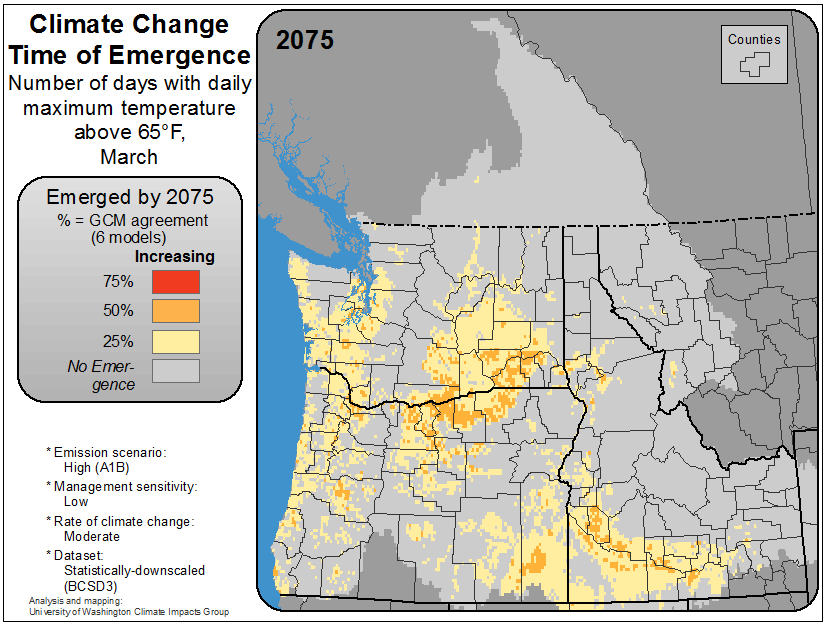 Climate Change
Time of Emergence
Number of days with daily
maximum temperature
above 65°F,
March
Emerged by 2075
% = GCM agreement
(6 models)
Increasing
75%
50%
25%
No Emer-
gence
* Emission scenario:
High (A1B)
* Management sensitivity:
Low
* Rate of climate change:
Moderate
* Dataset:
Statistically-downscaled
(BCSD3)
Analysis and mapping:
University of Washington Climate Impacts Group
2075
Counties